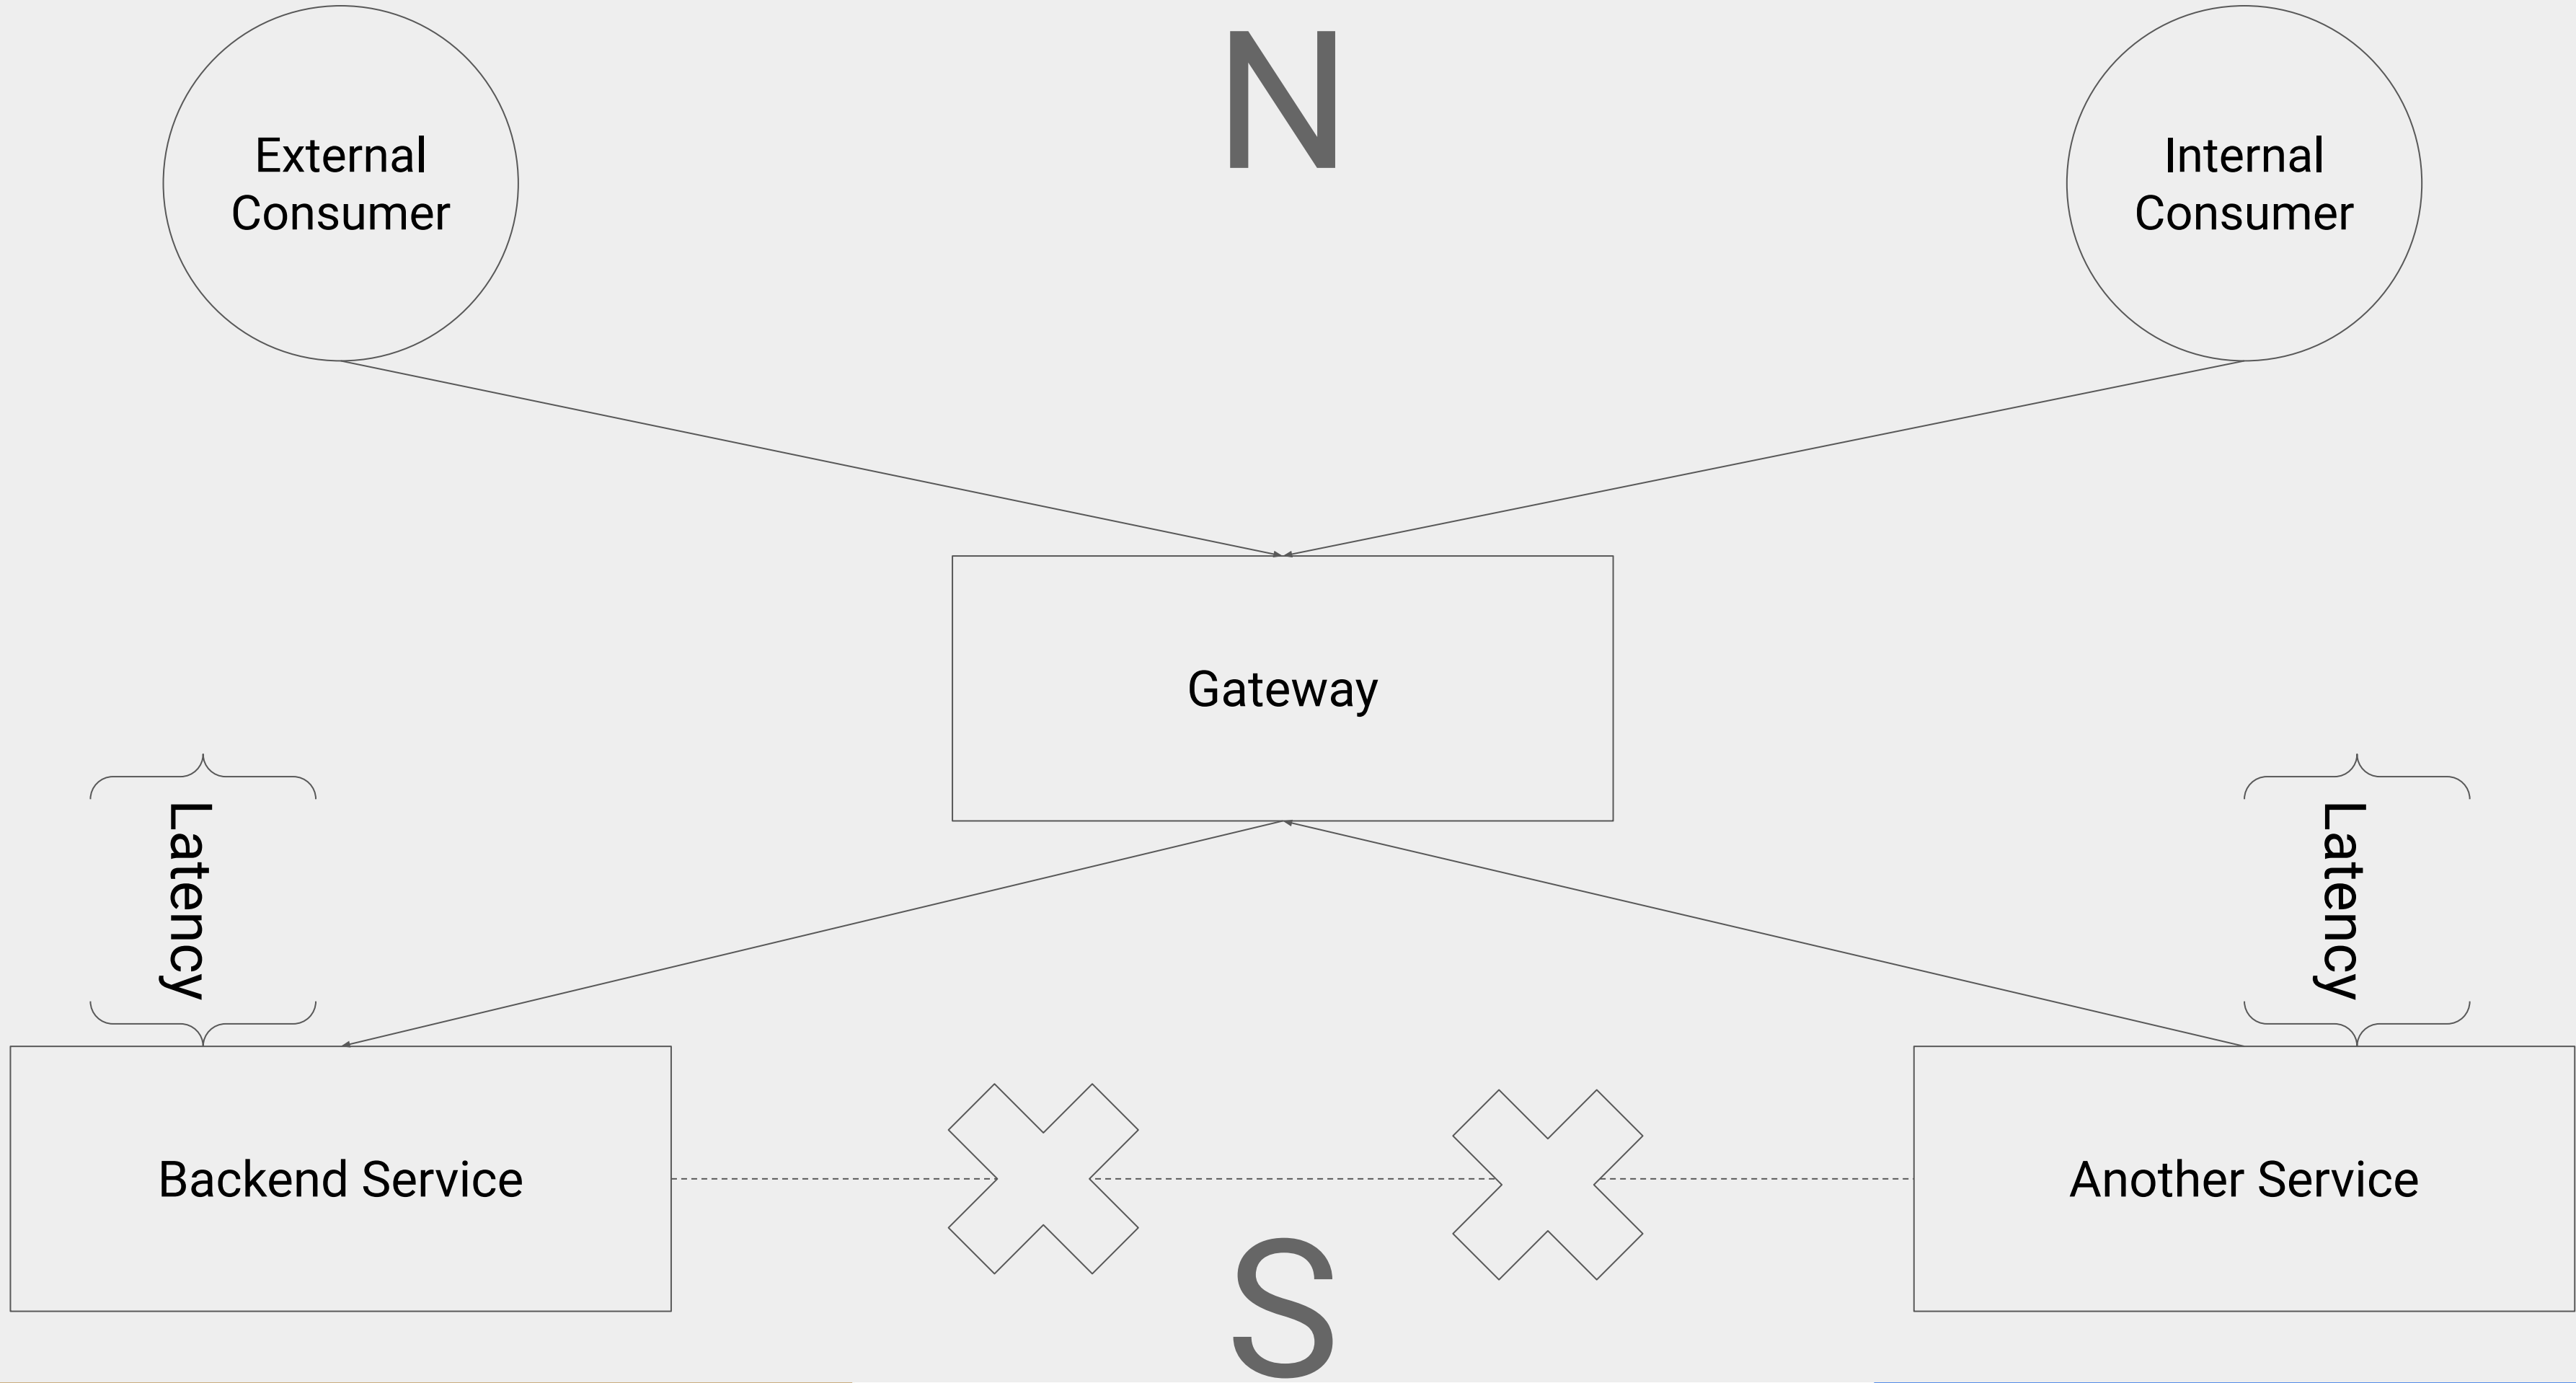 N
External
Consumer
Internal
Consumer
Gateway
Latency
Latency
Backend Service
Another Service
S